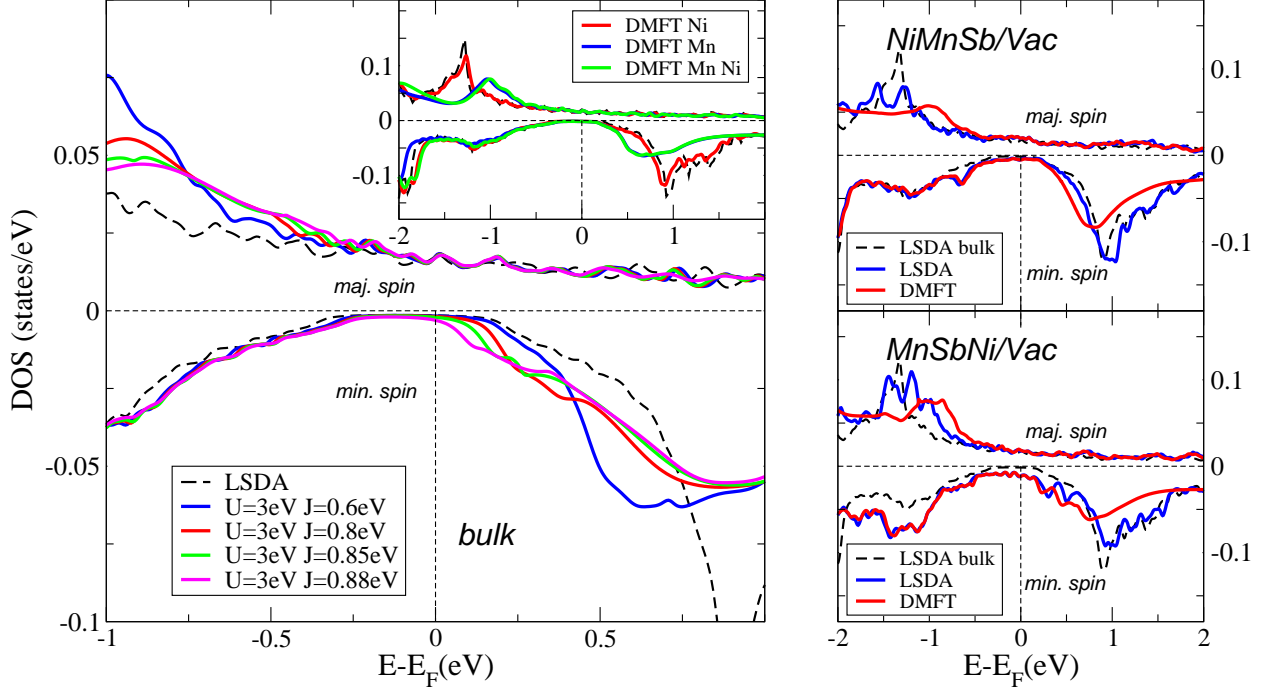 DOS (states/eV)
0.05
0
-0.05
-0.1
-1
-0.5
0
0.5
E-E_F(eV)
maj. spin
min. spin
bulk
LSDA
U=3eV J=0.6eV
U=3eV J=0.8eV
U=3eV J=0.85eV
U=3eV J=0.88eV
0.1
0
-0.1
-2
-1
0
1
DMFT Ni
DMFT Mn
DMFT Mn Ni
NiMnSb/Vac
maj. spin
min. spin
LSDA bulk
LSDA
DMFT
0.1
0
-0.1
MnSbNi/Vac
maj. spin
min. spin
LSDA bulk
LSDA
DMFT
0.1
0
-0.1
-2
-1
0
1
2
E-E_F(eV)